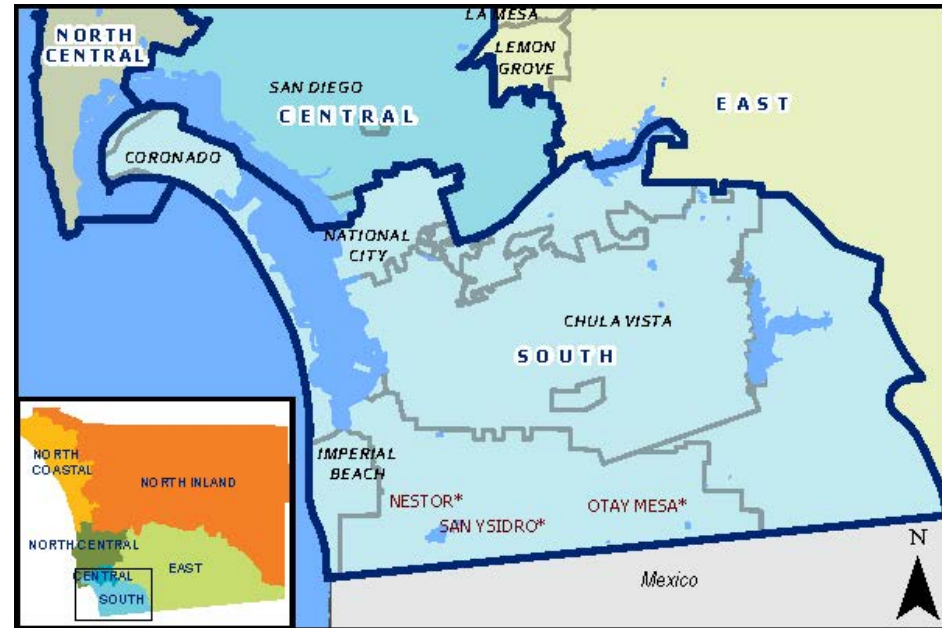 LA MESA
NORTH
CENTRAL
LEMON
GROVE
SAN DIEGO
CENTRAL
EAST
CORONADO
NATIONAL
CITY
CHULA VISTA
SOUTH
IMPERIAL
BEACH
NESTOR*
SAN YSIDRO*
OTAY MESA*
N
Mexico
NORTH
COASTAL
NORTH INLAND
NORTH CENTRAL
CENTRAL
EAST
SOUTH